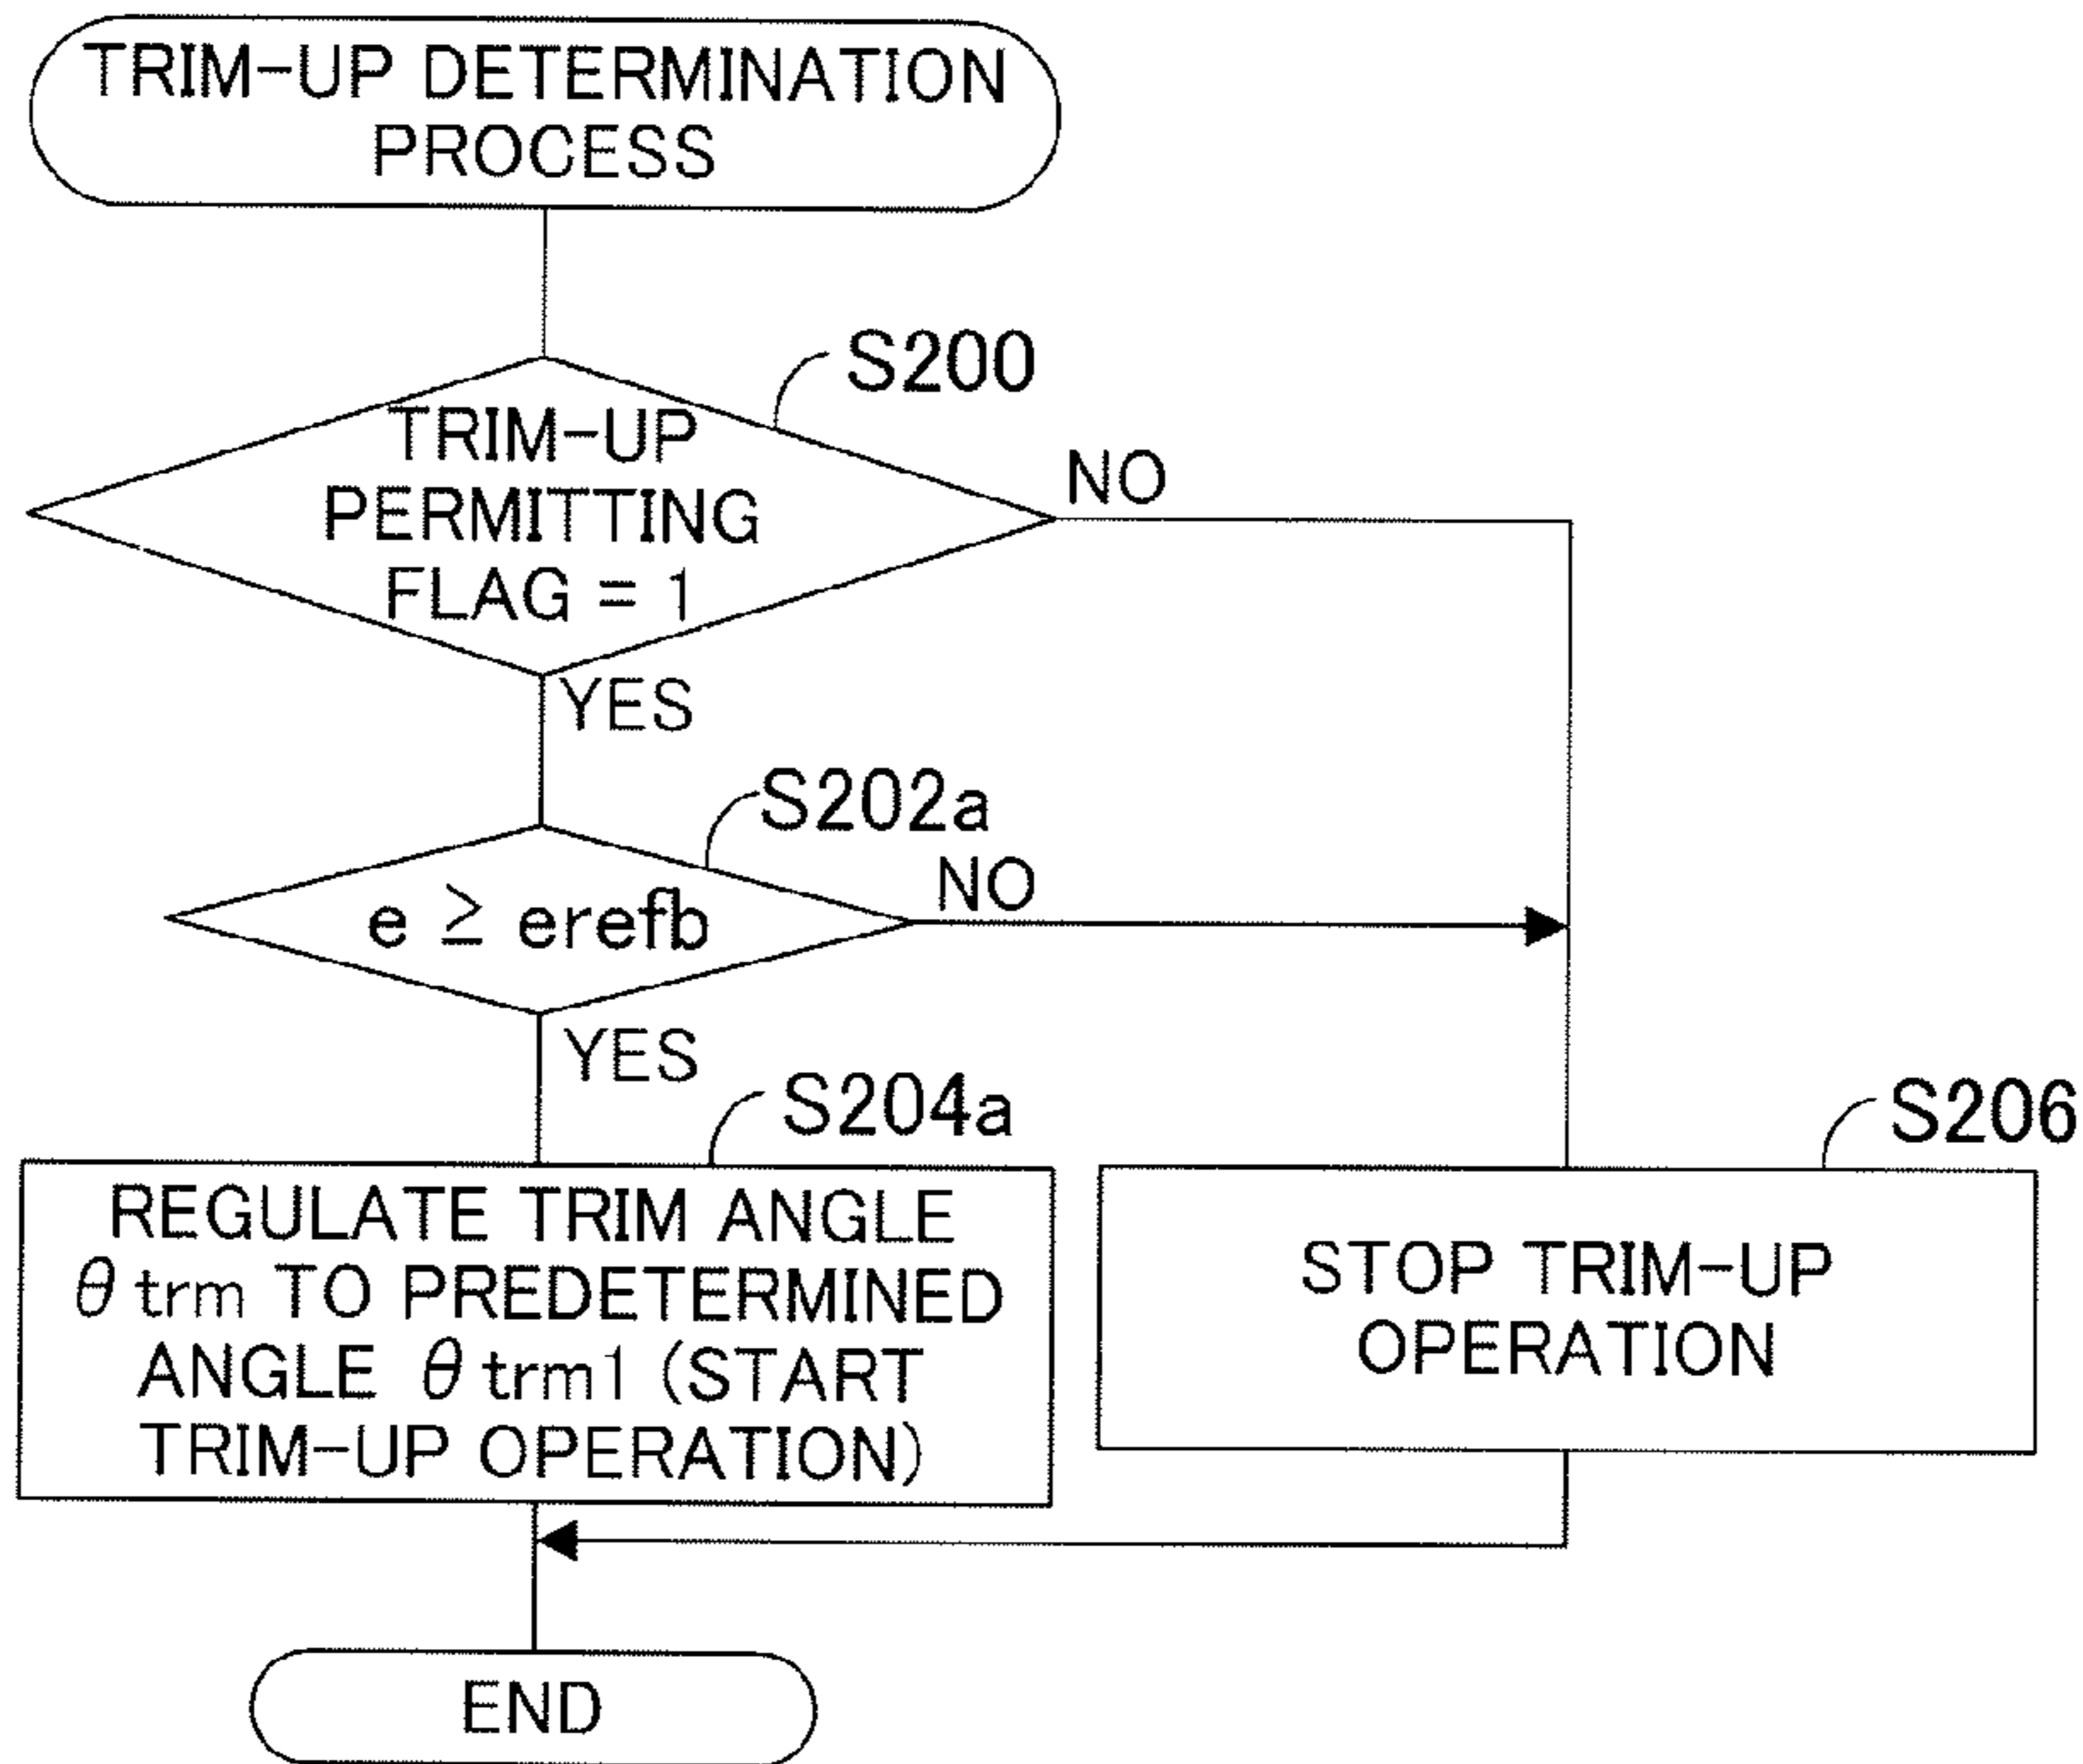 TRIM-UP DETERMINATION
PROCESS
S200
TRIM-UP
PERMITTING
FLAG = 1
NO
YES
S202a
e ≥ erefb
NO
YES
S204a
REGULATE TRIM ANGLE
θ trm TO PREDETERMINED
ANGLE θ trm1 (START
TRIM-UP OPERATION)
S206
STOP TRIM-UP
OPERATION
END